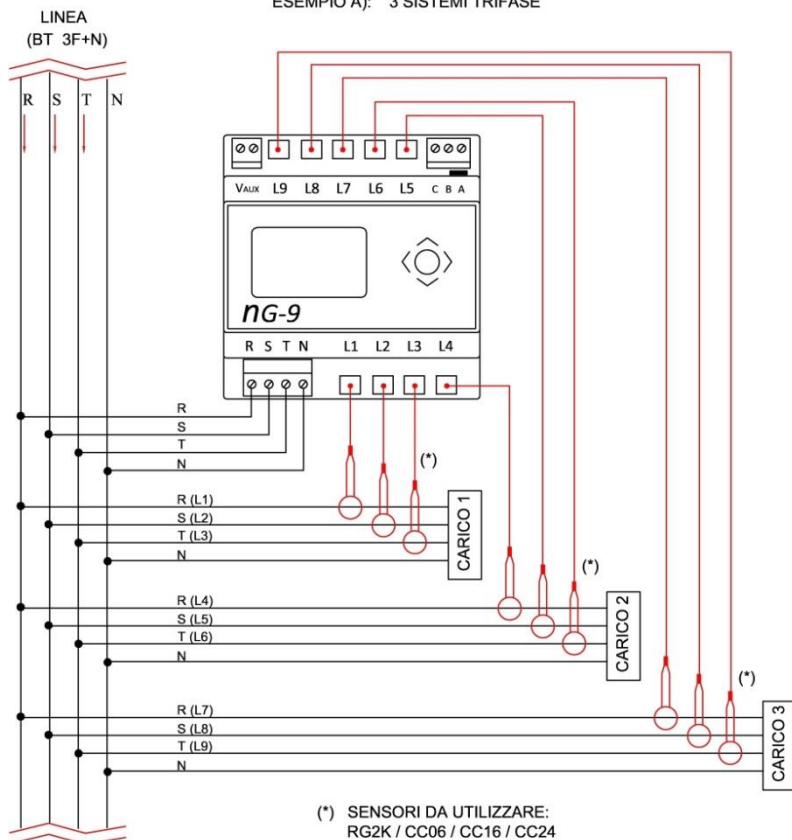 ESEMPIO A): 3 SISTEMI TRIFASE
LINEA
(BT 3F+N)
R S T N
VAUX L9 L8 L7 L6 L5 C B A
nG-9
R S T N L1 L2 L3 L4
R
S
T
N
(*)
R (L1)
S (L2)
T (L3)
N
CARICO 1
(*)
R (L4)
S (L5)
T (L6)
N
CARICO 2
(*)
R (L7)
S (L8)
T (L9)
N
CARICO 3
(*) SENSORI DA UTILIZZARE:
RG2K / CC06 / CC16 / CC24